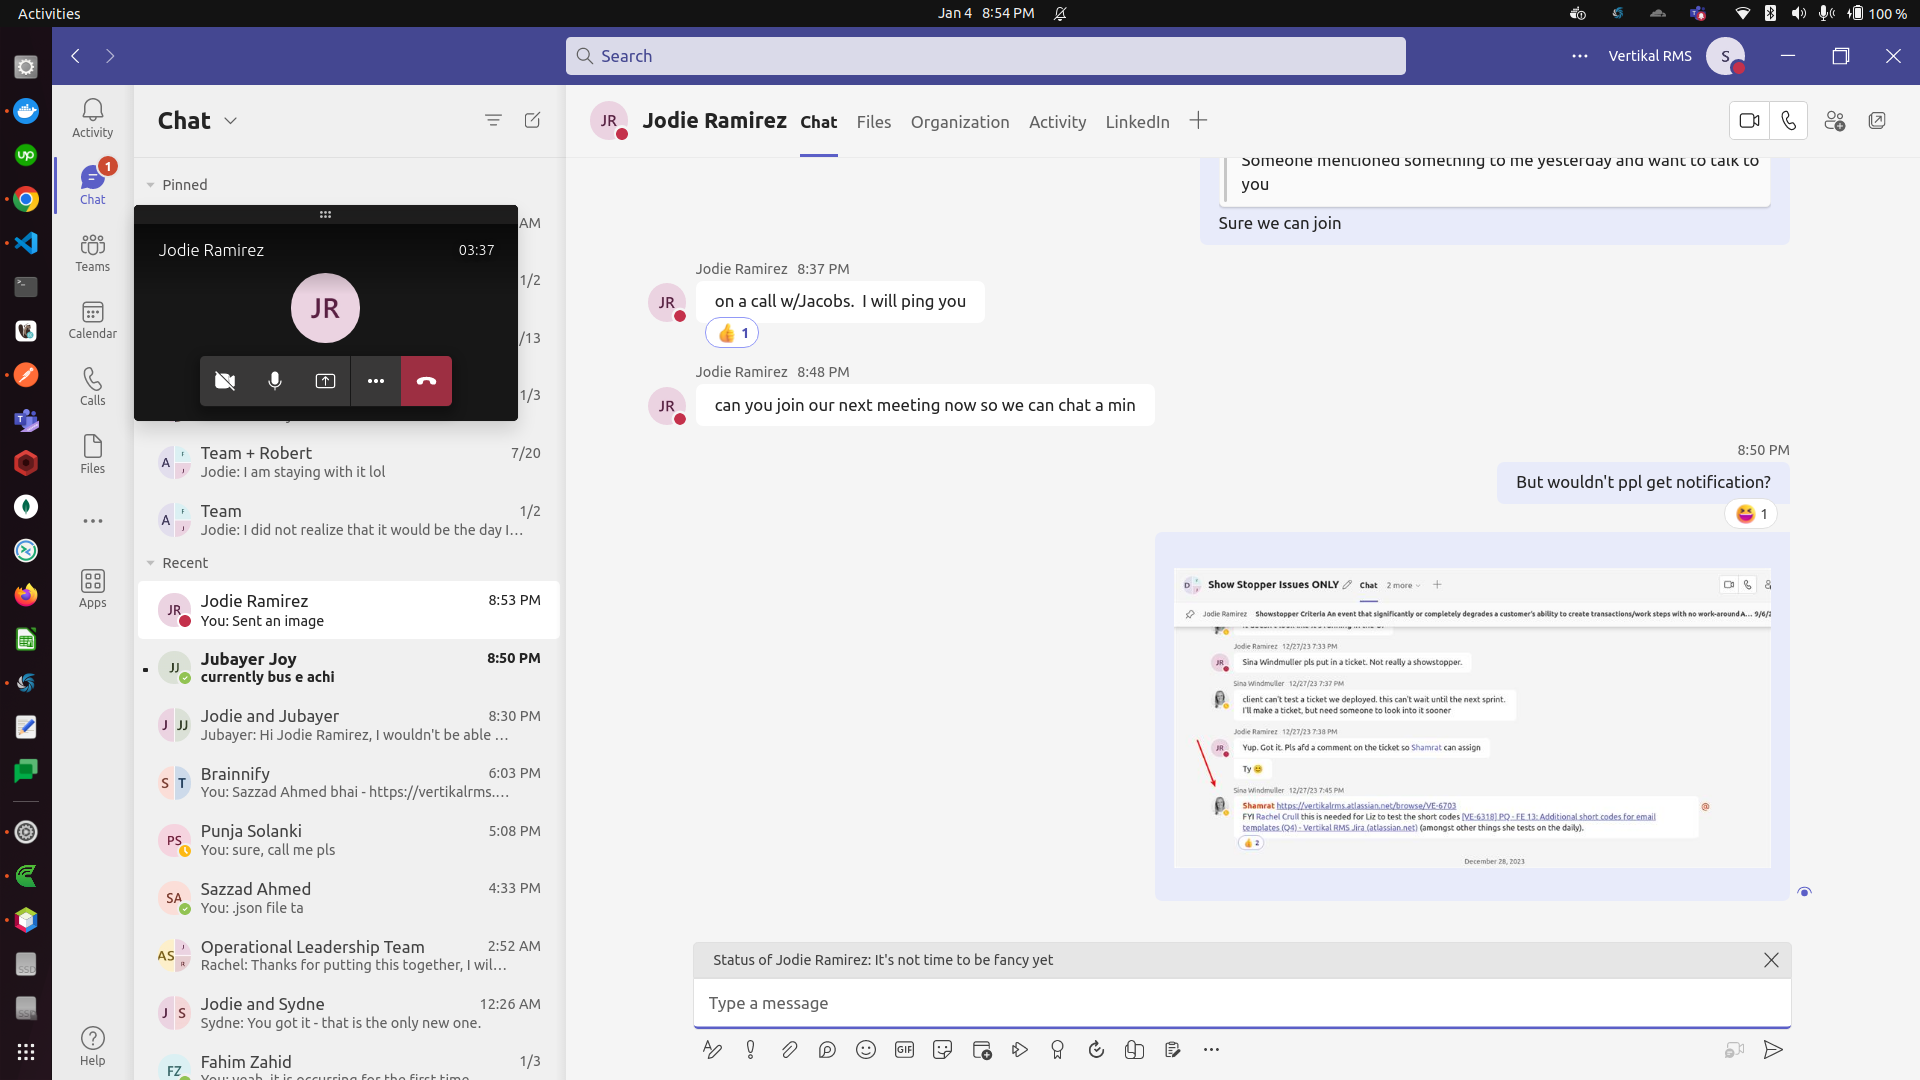 Activities
Jan 4 8:54 PM
100 %
Search
Vertikal RMS
S
Activity
1
Chat
Teams
Calendar
Calls
Files
Apps
Help
Chat
Pinned
AM
1/2
/13
1/3
Jodie Ramirez
03:37
JR
A
Team + Robert
7/20
Jodie: I am staying with it lol
A
Team
1/2
Jodie: I did not realize that it would be the day I...
Recent
JR
Jodie Ramirez
8:53 PM
You: Sent an image
JJ
Jubayer Joy
8:50 PM
currently bus e achi
J JJ
Jodie and Jubayer
8:30 PM
Jubayer: Hi Jodie Ramirez, I wouldn't be able ...
S T
Brainnify
6:03 PM
You: Sazzad Ahmed bhai - https://vertikalrms....
PS
Punja Solanki
5:08 PM
You: sure, call me pls
SA
Sazzad Ahmed
4:33 PM
You: .json file ta
AS
Operational Leadership Team
2:52 AM
Rachel: Thanks for putting this together, I wil...
J S
Jodie and Sydne
12:26 AM
Sydne: You got it - that is the only new one.
FZ
Fahim Zahid
1/3
You: yeah, it is occurring for the first time
JR
Jodie Ramirez
Chat
Files
Organization
Activity
LinkedIn
Someone mentioned something to me yesterday and want to talk to
you
Sure we can join
Jodie Ramirez 8:37 PM
JR
on a call w/Jacobs. I will ping you
👍 1
Jodie Ramirez 8:48 PM
JR
can you join our next meeting now so we can chat a min
8:50 PM
But wouldn't ppl get notification?
😆 1
D
Show Stopper Issues ONLY
Chat
2 more
Jodie Ramirez Showstopper Criteria An event that significantly or completely degrades a customer's ability to create transactions/work steps with no work-around A... 9/6/2
Jodie Ramirez 12/27/23 7:33 PM
JR
Sina Windmuller pls put in a ticket. Not really a showstopper.
Sina Windmuller 12/27/23 7:37 PM
client can't test a ticket we deployed. this can't wait until the next sprint.
I'll make a ticket, but need someone to look into it sooner
Jodie Ramirez 12/27/23 7:38 PM
JR
Yup. Got it. Pls afd a comment on the ticket so Shamrat can assign
Ty 😊
Sina Windmuller 12/27/23 7:45 PM
Shamrat https://vertikalrms.atlassian.net/browse/VE-6703
@
FYI Rachel Crull this is needed for Liz to test the short codes [VE-6318] PQ - FE 13: Additional short codes for email
templates (Q4) - Vertikal RMS Jira (atlassian.net) (amongst other things she tests on the daily).
👍 2
December 28, 2023
Status of Jodie Ramirez: It's not time to be fancy yet
Type a message
GIF